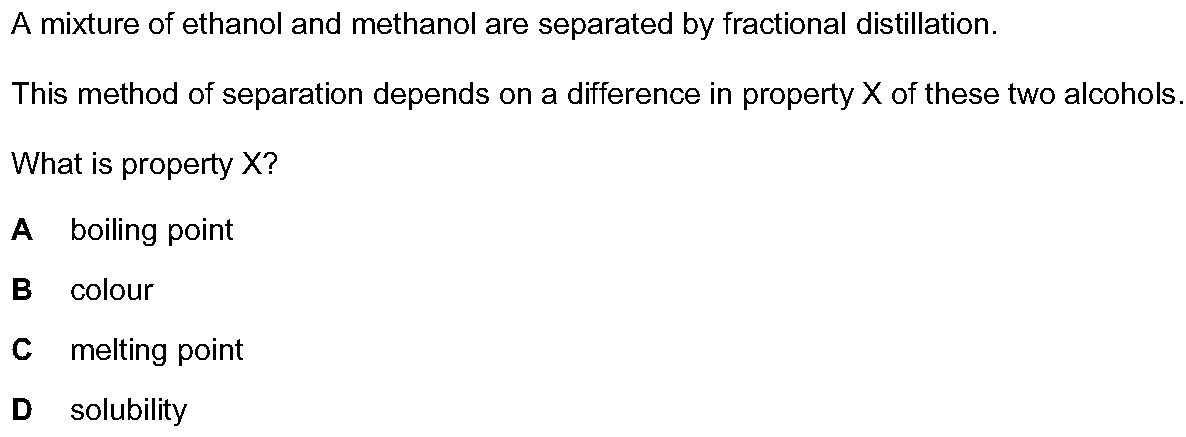 A mixture of ethanol and methanol are separated by fractional distillation.
This method of separation depends on a difference in property X of these two alcohols.
What is property X?
A boiling point
B colour
C melting point
D solubility